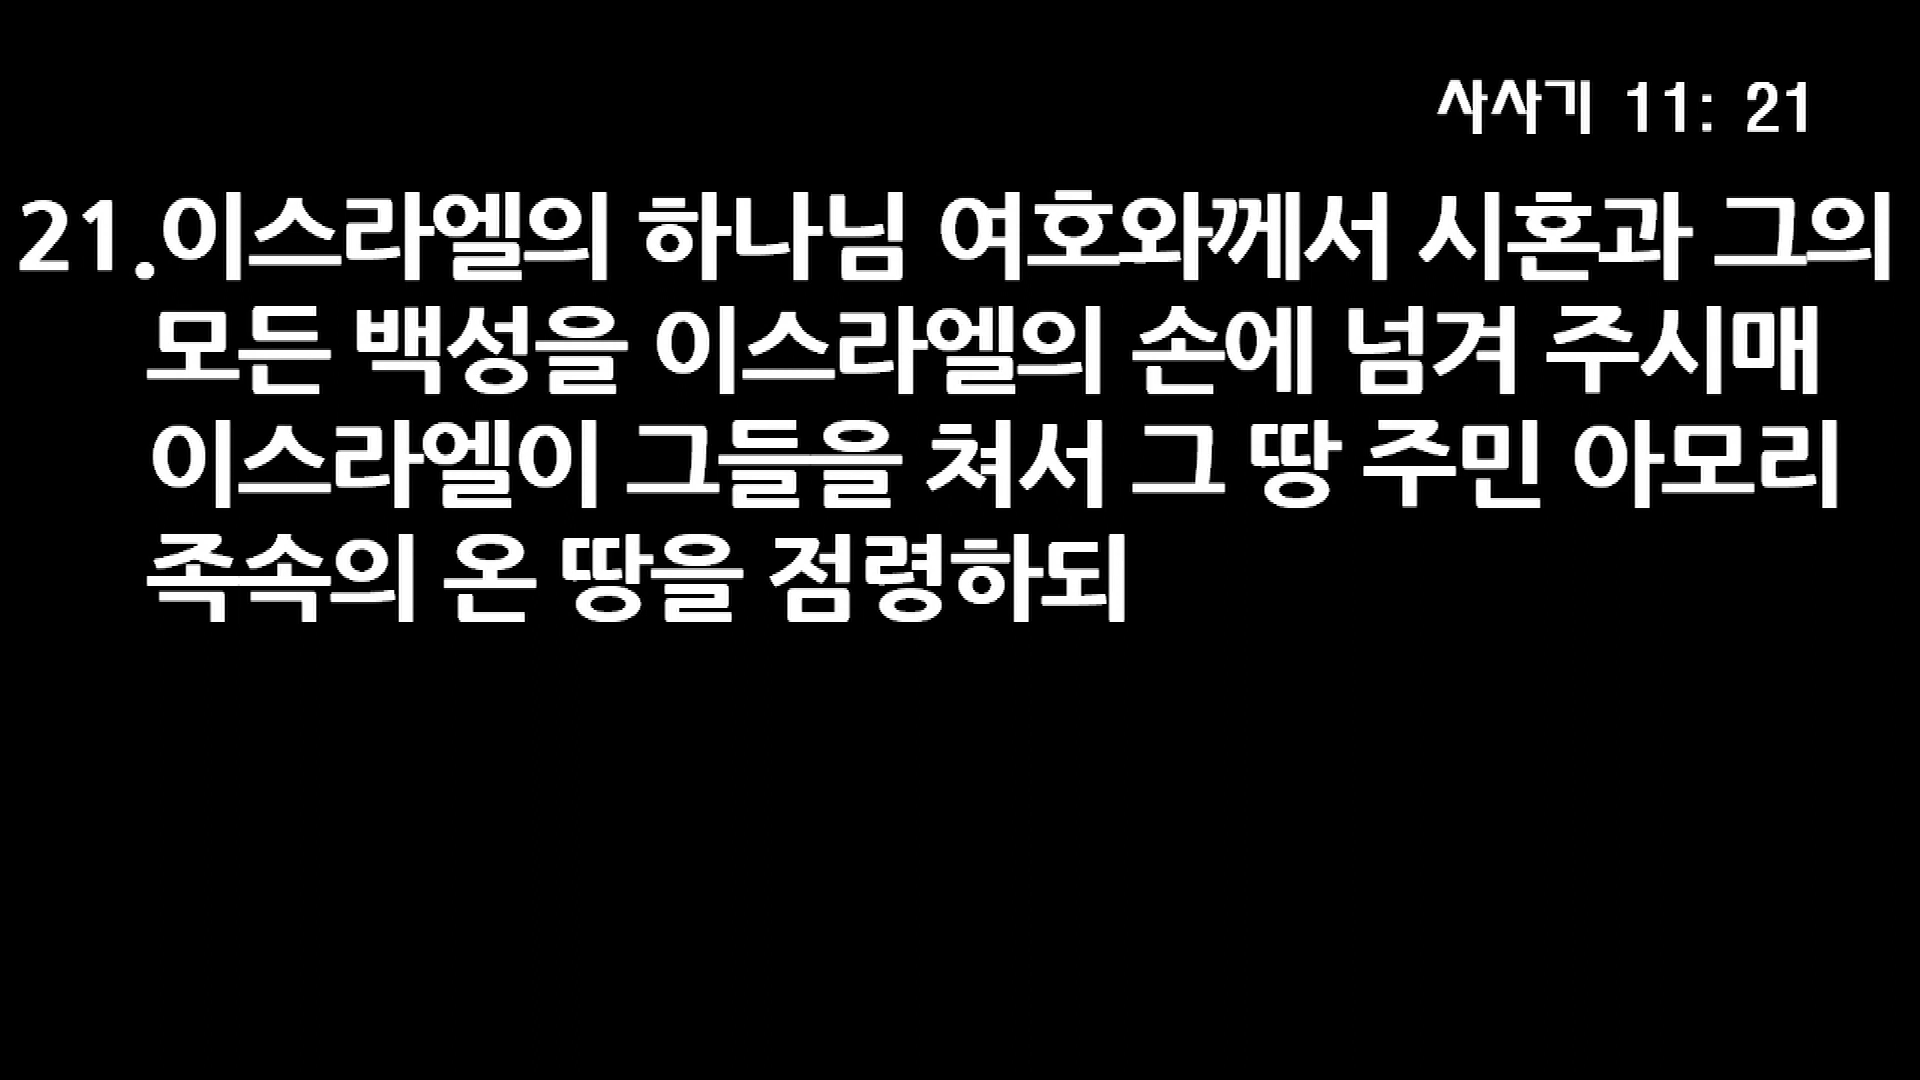 사사기 11: 21
21.이스라엘의 하나님 여호와께서 시혼과 그의
모든 백성을 이스라엘의 손에 넘겨 주시매
이스라엘이 그들을 쳐서 그 땅 주민 아모리
족속의 온 땅을 점령하되